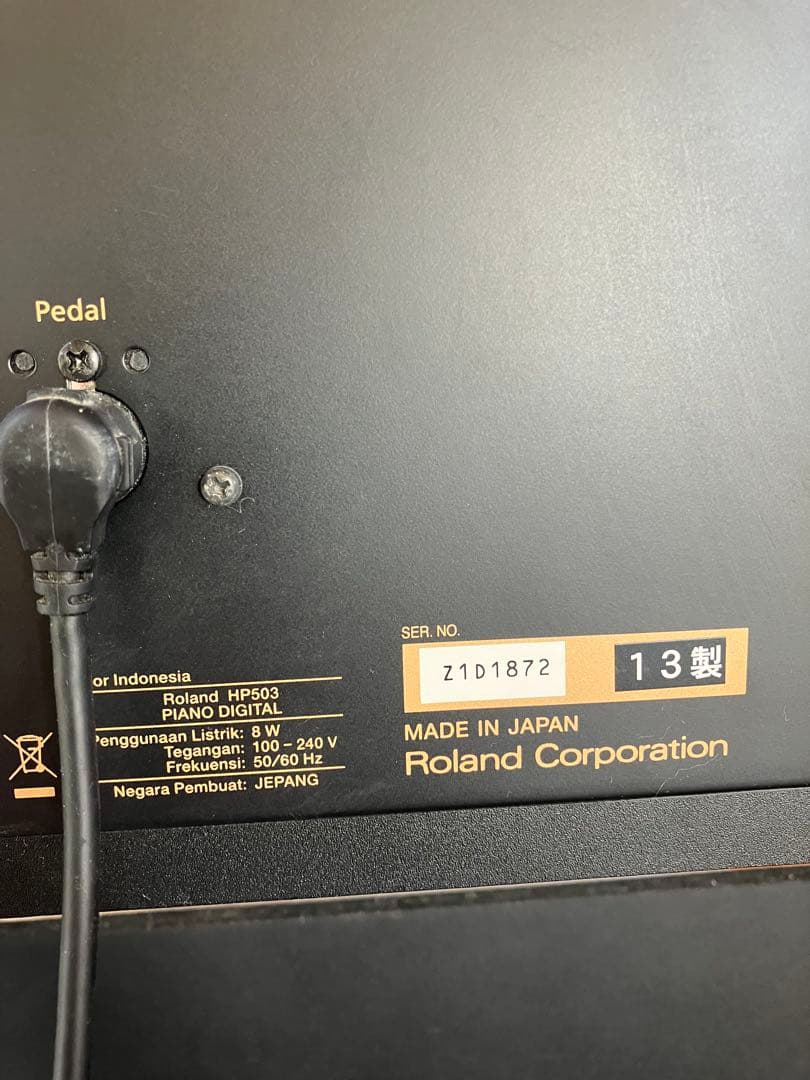 Pedal
SER. NO.
Z1D1872
13製
MADE IN JAPAN
Roland Corporation
or Indonesia
Roland HP503
PIANO DIGITAL
Penggunaan Listrik: 8 W
Tegangan: 100 – 240 V
Frekuensi: 50/60 Hz
Negara Pembuat: JEPANG